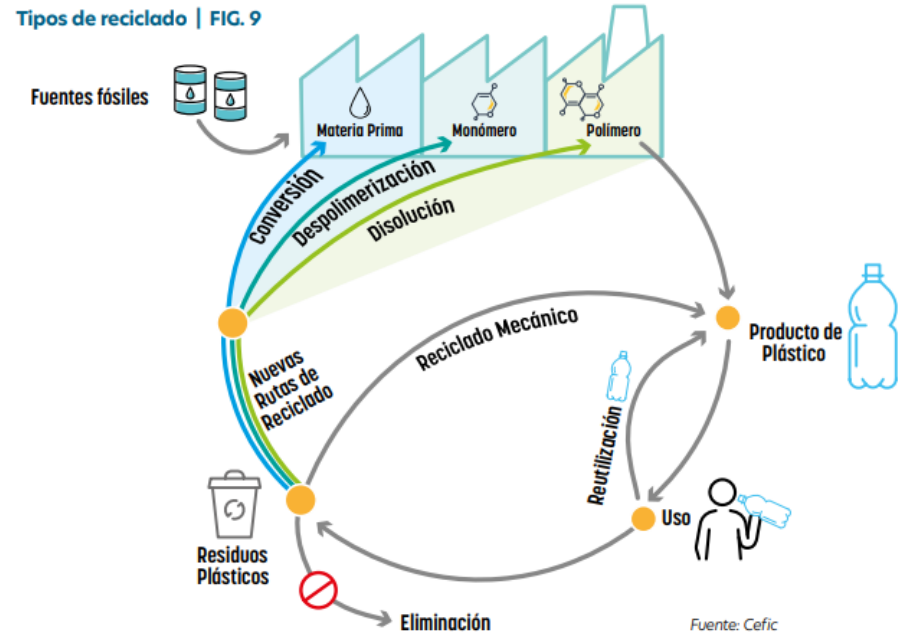 Tipos de reciclado | FIG. 9
Fuentes fósiles
Materia Prima
Monómero
Polímero
Conversión
Despolimerización
Disolución
Reciclado Mecánico
Producto de
Plástico
Nuevas
Rutas de
Reciclado
Reutilización
Uso
Residuos
Plásticos
Eliminación
Fuente: Cefic